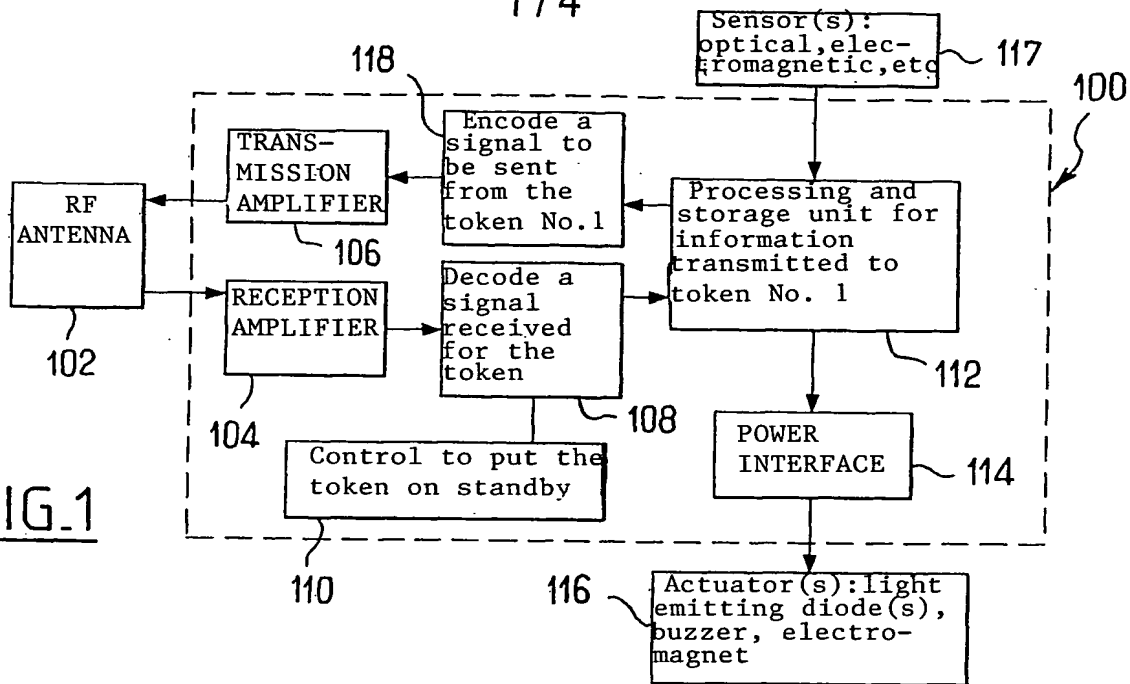 1/4
Sensor(s):
optical,elec-
tromagnetic,etc
117
118
100
TRANS-
MISSION
AMPLIFIER
106
Encode a
signal to
be sent
from the
token No.1
Processing and
storage unit for
information
transmitted to
token No. 1
112
RF
ANTENNA
102
RECEPTION
AMPLIFIER
104
Decode a
signal
received
for the
token
108
Control to put the
token on standby
110
POWER
INTERFACE
114
IG.1
116
Actuator(s):light
emitting diode(s),
buzzer, electro-
magnet